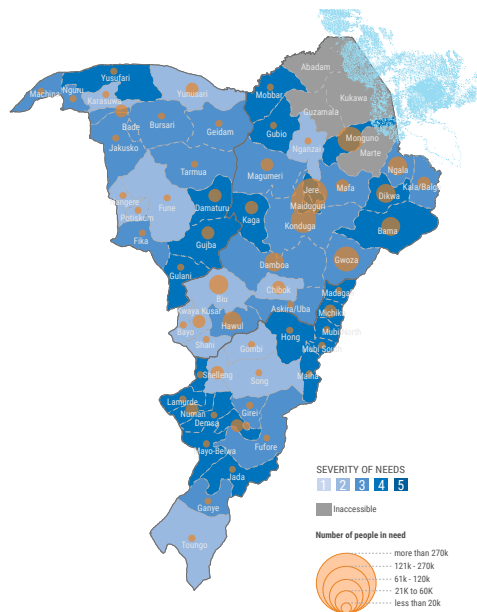 Abadam
Yusufari
Machina
Nguru
Yunusari
Mobbar
Kukawa
Karasuwa
Guzamala
Bade
Bursari
Geidam
Gubio
Monguno
Jakusko
Nganzai
Marte
Tarmua
Magumeri
Ngala
Jere
Mafa
Kala/Balge
Dikwa
Nangere
Fune
Damaturu
Maiduguri
Potiskum
Kaga
Konduga
Bama
Fika
Gujba
Damboa
Gwoza
Gulani
Biu
Chibok
Madagali
Kwaya Kusar
Askira/Uba
Michika
Bayo
Hawul
Hong
Mubi North
Shani
Gombi
Mubi South
Shelleng
Song
Maiha
Lamurde
Numan
Girei
Demsa
Fufore
Mayo-Belwa
Jada
Ganye
Toungo
SEVERITY OF NEEDS
1 2 3 4 5
Inaccessible
Number of people in need
more than 270k
121k - 270k
61k - 120k
21K to 60K
less than 20k